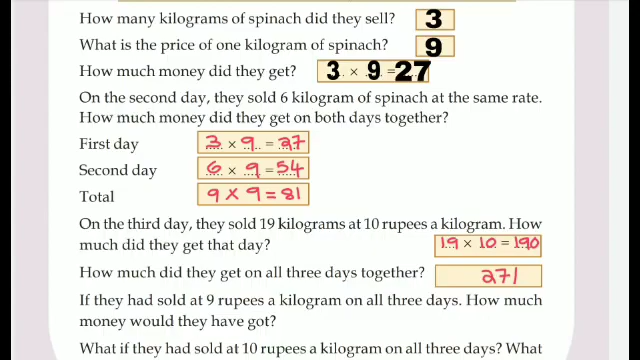 How many kilograms of spinach did they sell? 3
What is the price of one kilogram of spinach? 9
How much money did they get? 3 × 9 = 27
On the second day, they sold 6 kilogram of spinach at the same rate.
How much money did they get on both days together?
First day 3 × 9 = 27
Second day 6 × 9 = 54
Total 9 × 9 = 81
On the third day, they sold 19 kilograms at 10 rupees a kilogram. How
much did they get that day? 19 × 10 = 190
How much did they get on all three days together? 271
If they had sold at 9 rupees a kilogram on all three days. How much
money would they have got?
What if they had sold at 10 rupees a kilogram on all three days? What